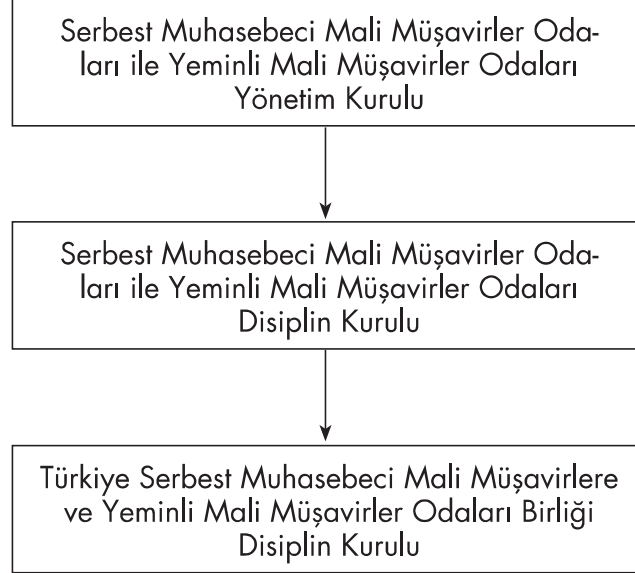 Serbest Muhasebeci Mali Müşavirler Oda-
ları ile Yeminli Mali Müşavirler Odaları
Yönetim Kurulu
Serbest Muhasebeci Mali Müşavirler Oda-
ları ile Yeminli Mali Müşavirler Odaları
Disiplin Kurulu
Türkiye Serbest Muhasebeci Mali Müşavirlere
ve Yeminli Mali Müşavirler Odaları Birliği
Disiplin Kurulu